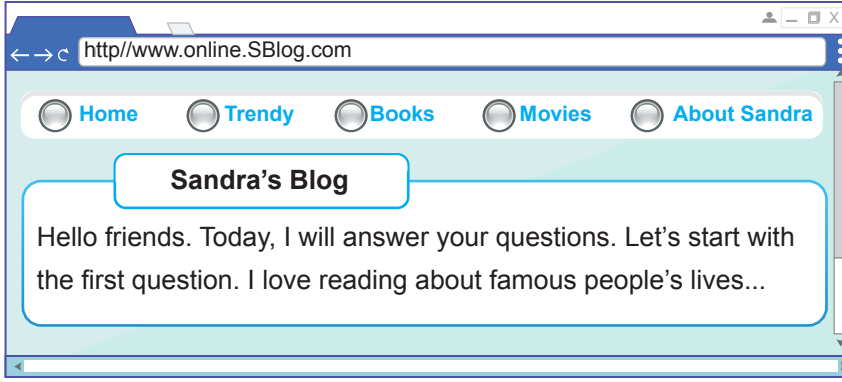 http//www.online.SBlog.com
Home Trendy Books Movies About Sandra
Sandra’s Blog
Hello friends. Today, I will answer your questions. Let’s start with
the first question. I love reading about famous people’s lives...